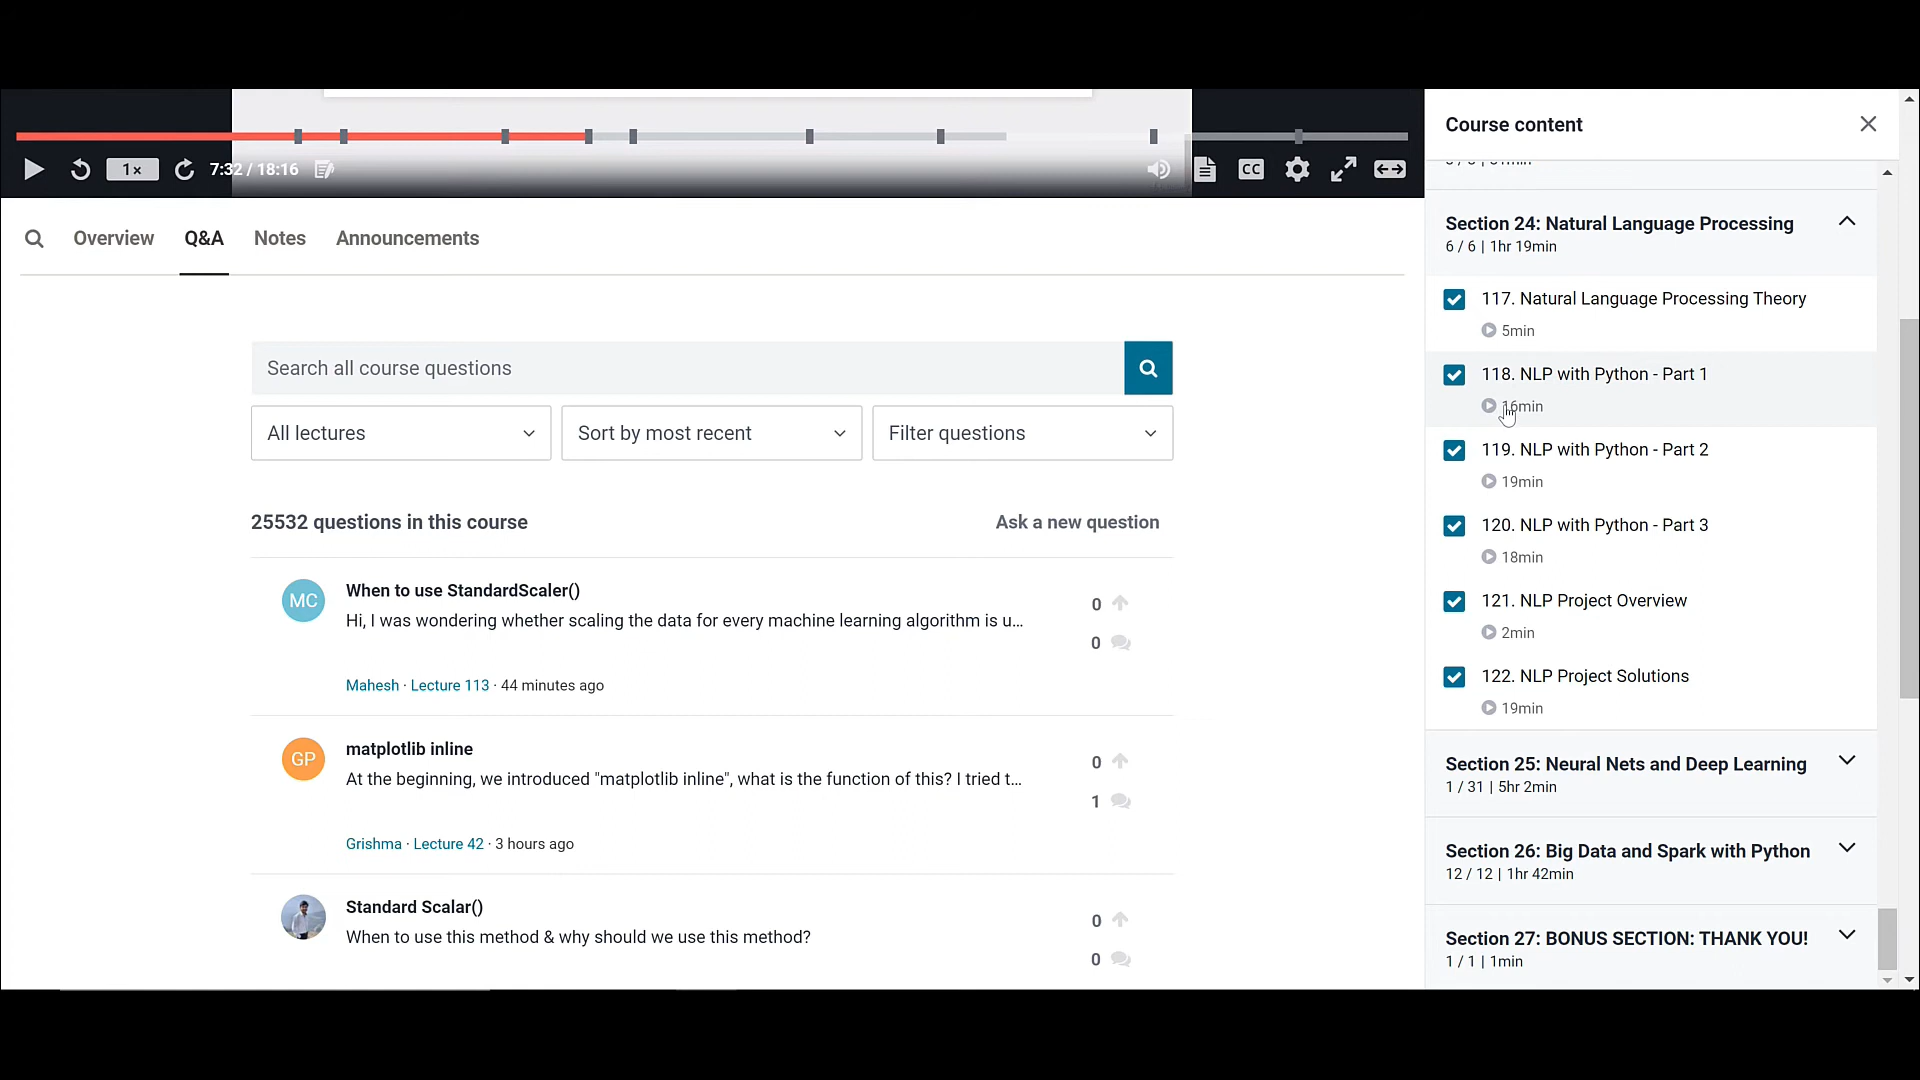 1×
7:32 / 18:16
CC
Overview
Q&A
Notes
Announcements
Search all course questions
All lectures
Sort by most recent
Filter questions
25532 questions in this course
Ask a new question
MC
When to use StandardScaler()
Hi, I was wondering whether scaling the data for every machine learning algorithm is u...
0
0
Mahesh · Lecture 113 · 44 minutes ago
GP
matplotlib inline
At the beginning, we introduced "matplotlib inline", what is the function of this? I tried t...
0
1
Grishma · Lecture 42 · 3 hours ago
Standard Scalar()
When to use this method & why should we use this method?
0
0
Course content
Section 24: Natural Language Processing
6 / 6 | 1hr 19min
117. Natural Language Processing Theory
5min
118. NLP with Python - Part 1
16min
119. NLP with Python - Part 2
19min
120. NLP with Python - Part 3
18min
121. NLP Project Overview
2min
122. NLP Project Solutions
19min
Section 25: Neural Nets and Deep Learning
1 / 31 | 5hr 2min
Section 26: Big Data and Spark with Python
12 / 12 | 1hr 42min
Section 27: BONUS SECTION: THANK YOU!
1 / 1 | 1min